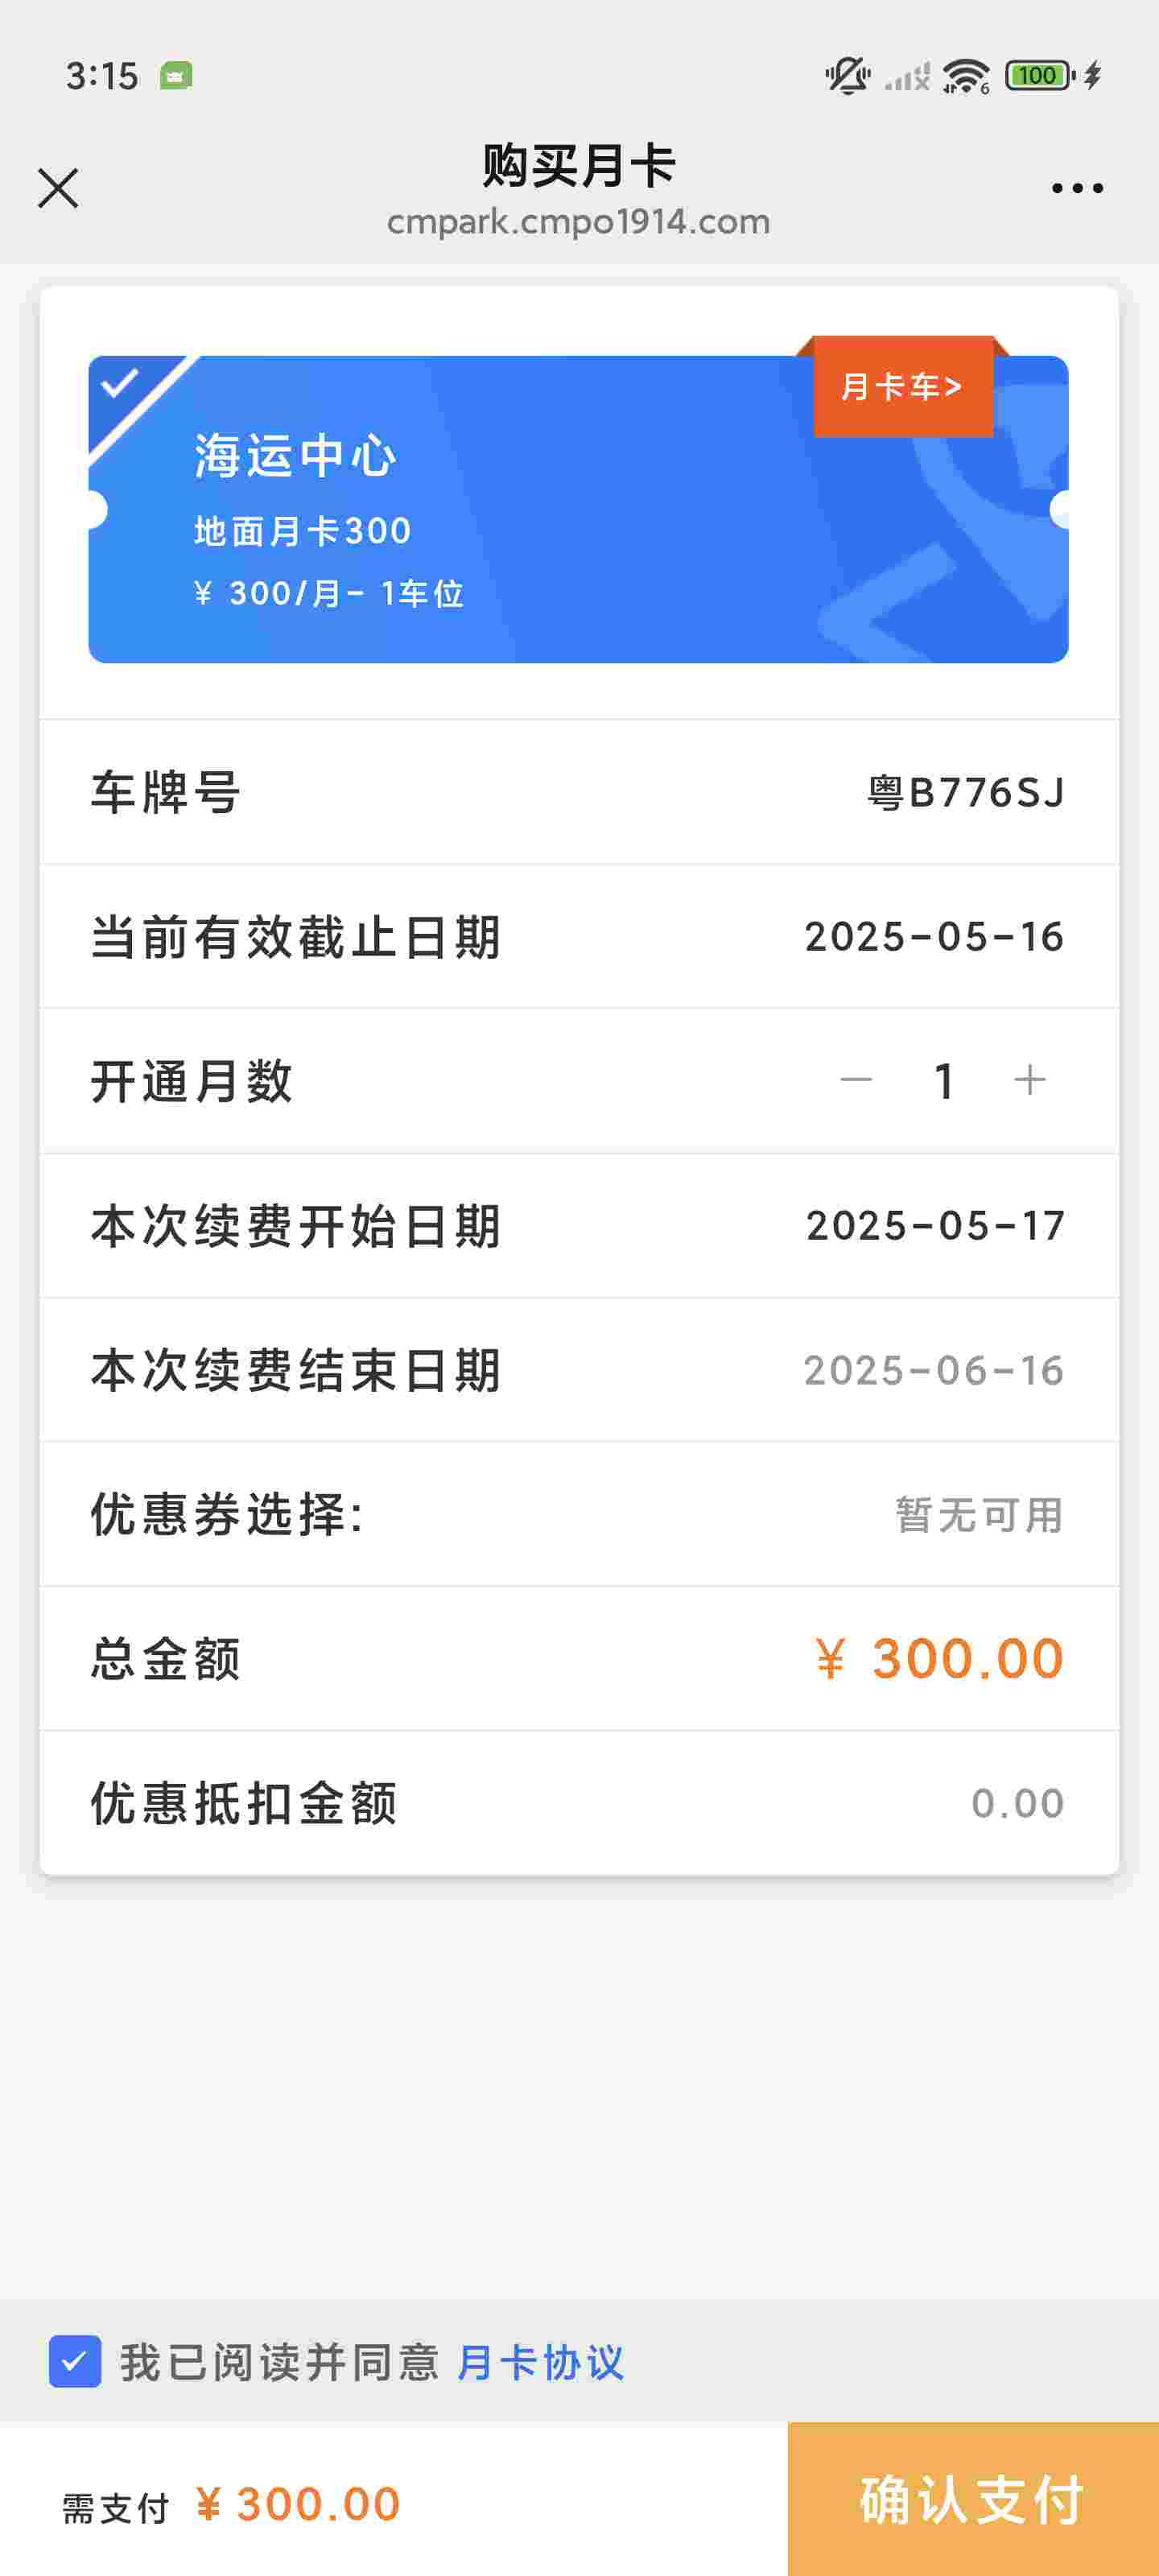 3:15
6
100
购买月卡
cmpark.cmpo1914.com
月卡车>
海运中心
地面月卡300
¥ 300/月- 1车位
车牌号 粤B776SJ
当前有效截止日期 2025-05-16
开通月数 - 1 +
本次续费开始日期 2025-05-17
本次续费结束日期 2025-06-16
优惠券选择: 暂无可用
总金额 ¥ 300.00
优惠抵扣金额 0.00
我已阅读并同意 月卡协议
需支付 ¥ 300.00 确认支付